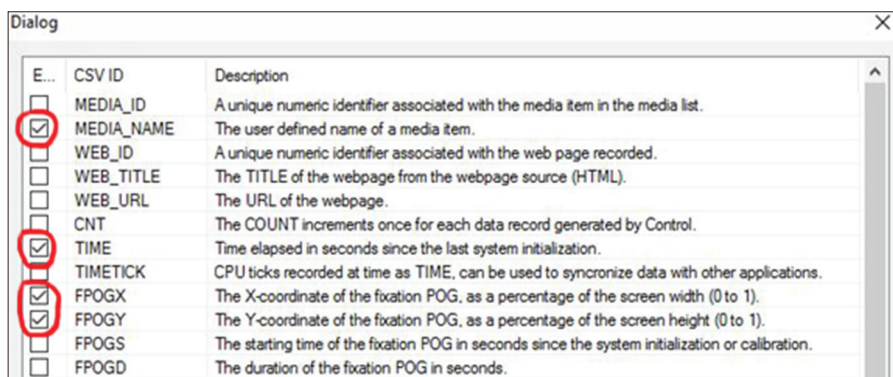 Dialog
E... CSV ID Description
MEDIA_ID A unique numeric identifier associated with the media item in the media list.
MEDIA_NAME The user defined name of a media item.
WEB_ID A unique numeric identifier associated with the web page recorded.
WEB_TITLE The TITLE of the webpage from the webpage source (HTML).
WEB_URL The URL of the webpage.
CNT The COUNT increments once for each data record generated by Control.
TIME Time elapsed in seconds since the last system initialization.
TIMETICK CPU ticks recorded at time as TIME, can be used to syncronize data with other applications.
FPOGX The X-coordinate of the fixation POG, as a percentage of the screen width (0 to 1).
FPOGY The Y-coordinate of the fixation POG, as a percentage of the screen height (0 to 1).
FPOGS The starting time of the fixation POG in seconds since the system initialization or calibration.
FPOGD The duration of the fixation POG in seconds.